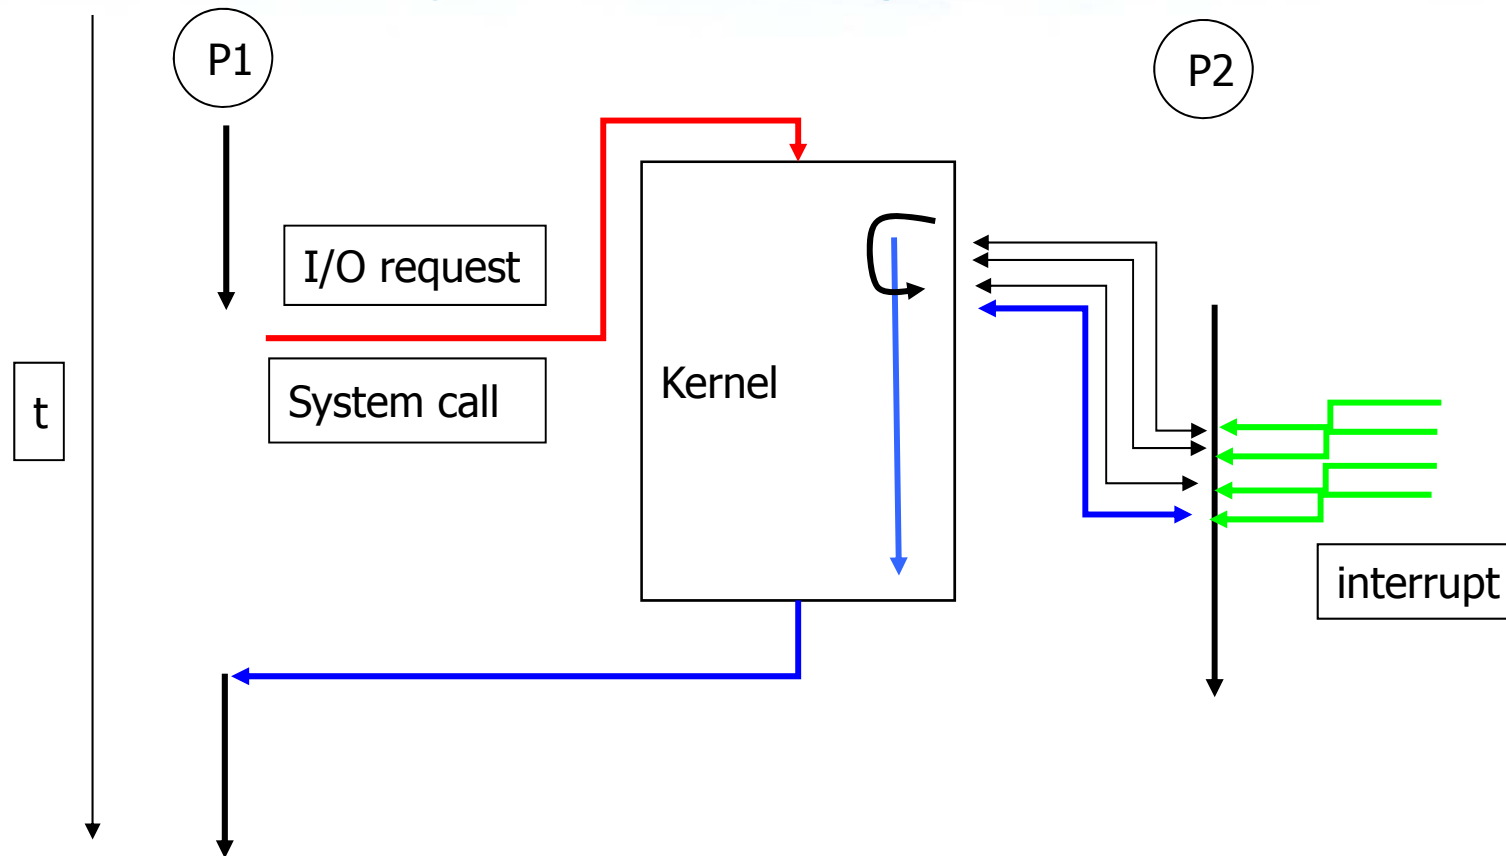 P1
P2
I/O request
System call
Kernel
t
interrupt